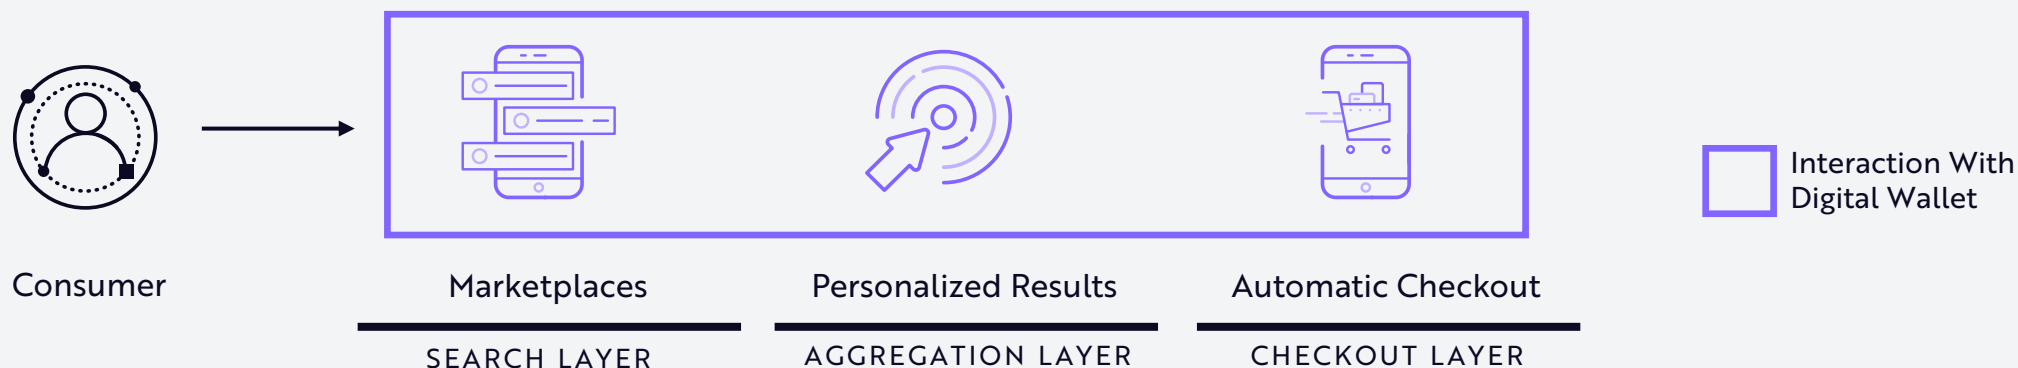 Interaction With
Digital Wallet
Consumer
Marketplaces
Personalized Results
Automatic Checkout
SEARCH LAYER
AGGREGATION LAYER
CHECKOUT LAYER